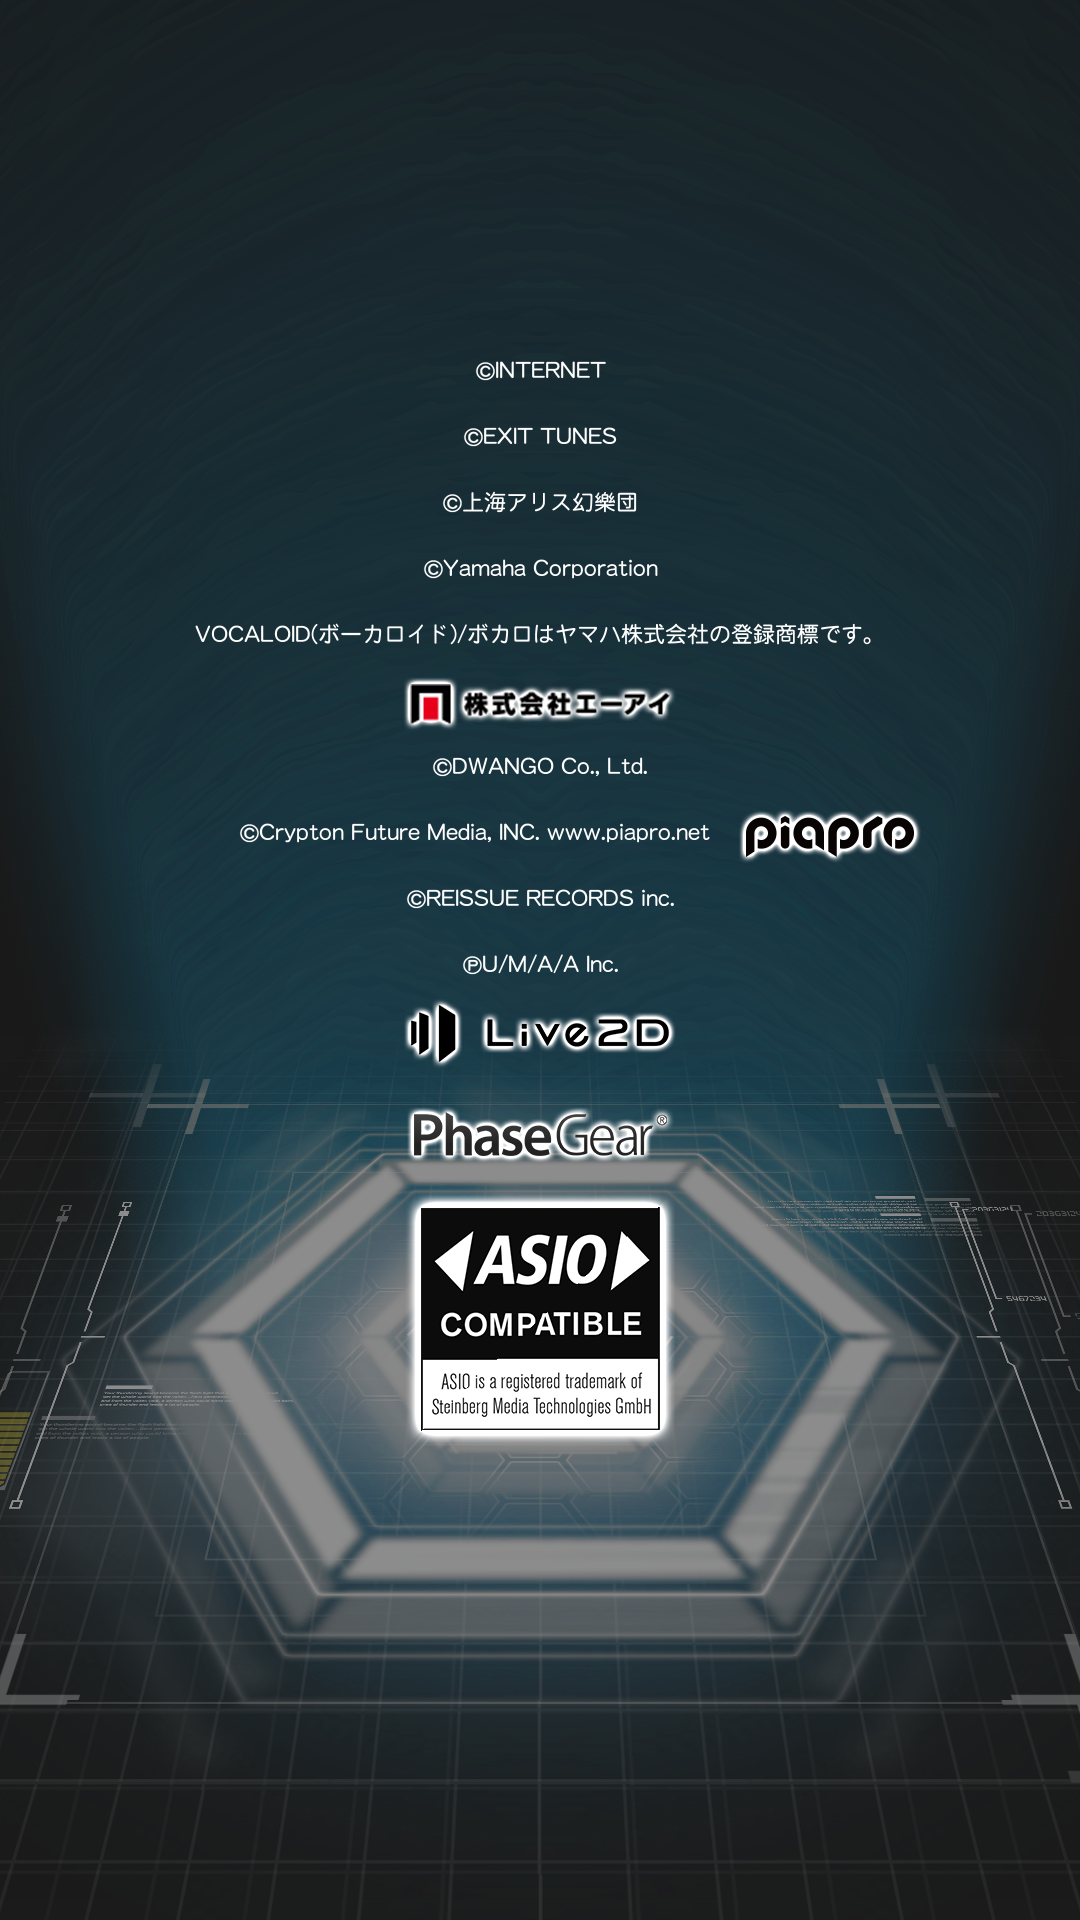 ©INTERNET
©EXIT TUNES
©上海アリス幻樂団
©Yamaha Corporation
VOCALOID(ボーカロイド)/ボカロはヤマハ株式会社の登録商標です。
株式会社エーアイ
©DWANGO Co., Ltd.
©Crypton Future Media, INC. www.piapro.net piapro
©REISSUE RECORDS inc.
℗U/M/A/A Inc.
Live2D
PhaseGear®
ASIO
COMPATIBLE
ASIO is a registered trademark of
Steinberg Media Technologies GmbH
5467234